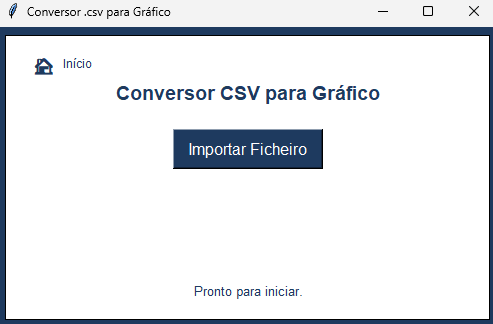 Conversor .csv para Gráfico
Início
Conversor CSV para Gráfico
Importar Ficheiro
Pronto para iniciar.